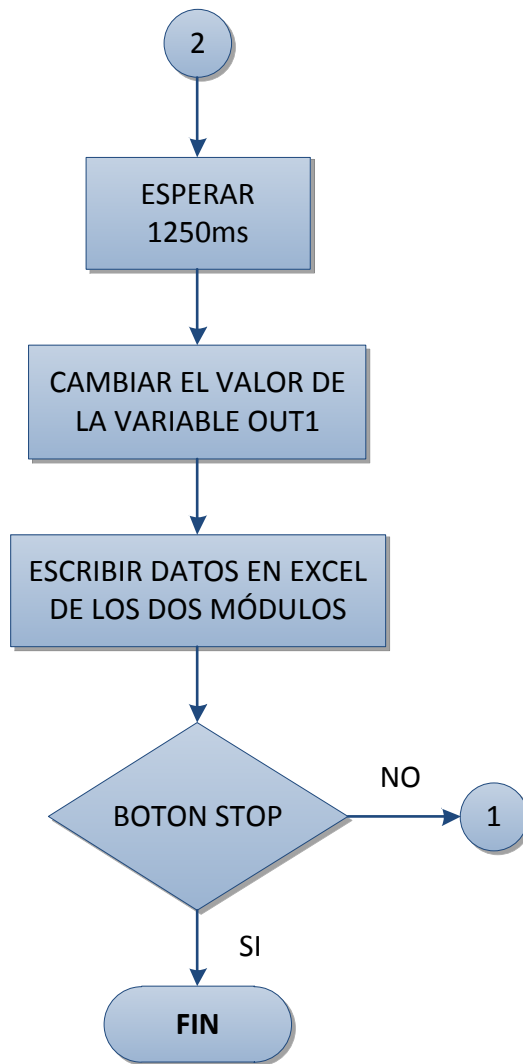 2
ESPERAR
1250ms
CAMBIAR EL VALOR DE
LA VARIABLE OUT1
ESCRIBIR DATOS EN EXCEL
DE LOS DOS MÓDULOS
BOTON STOP
NO
1
SI
FIN